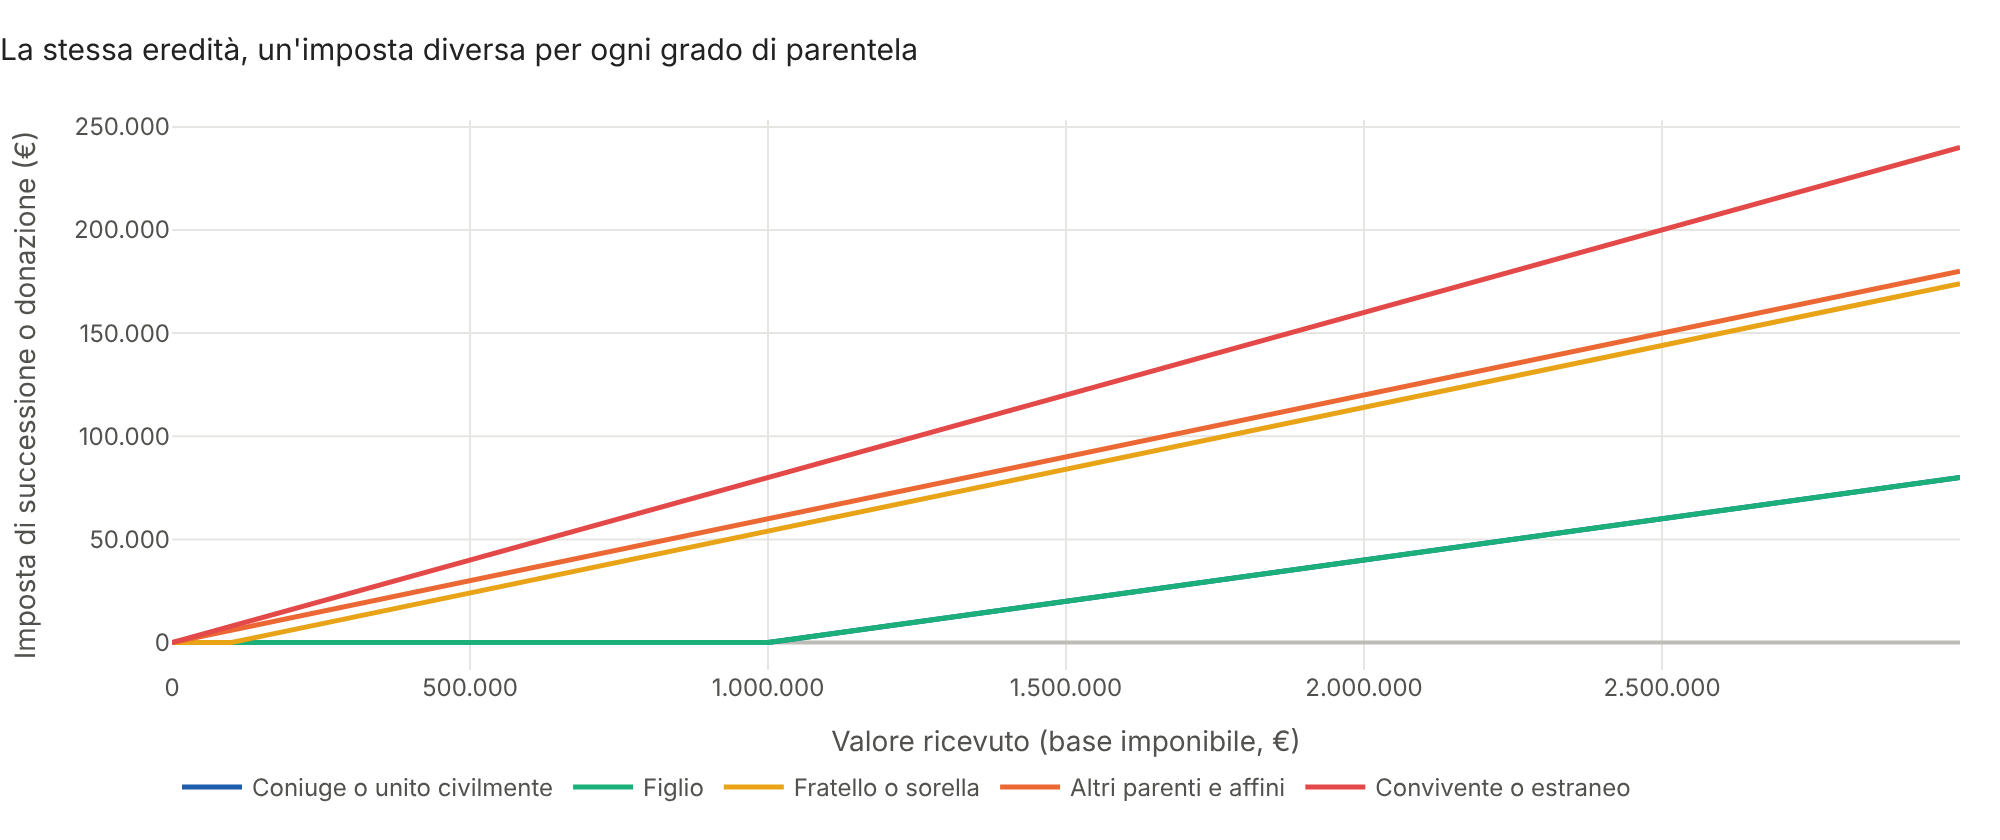 La stessa eredità, un'imposta diversa per ogni grado di parentela
Imposta di successione o donazione (€)
250.000
200.000
150.000
100.000
50.000
0
0 500.000 1.000.000 1.500.000 2.000.000 2.500.000
Valore ricevuto (base imponibile, €)
Coniuge o unito civilmente Figlio Fratello o sorella Altri parenti e affini Convivente o estraneo